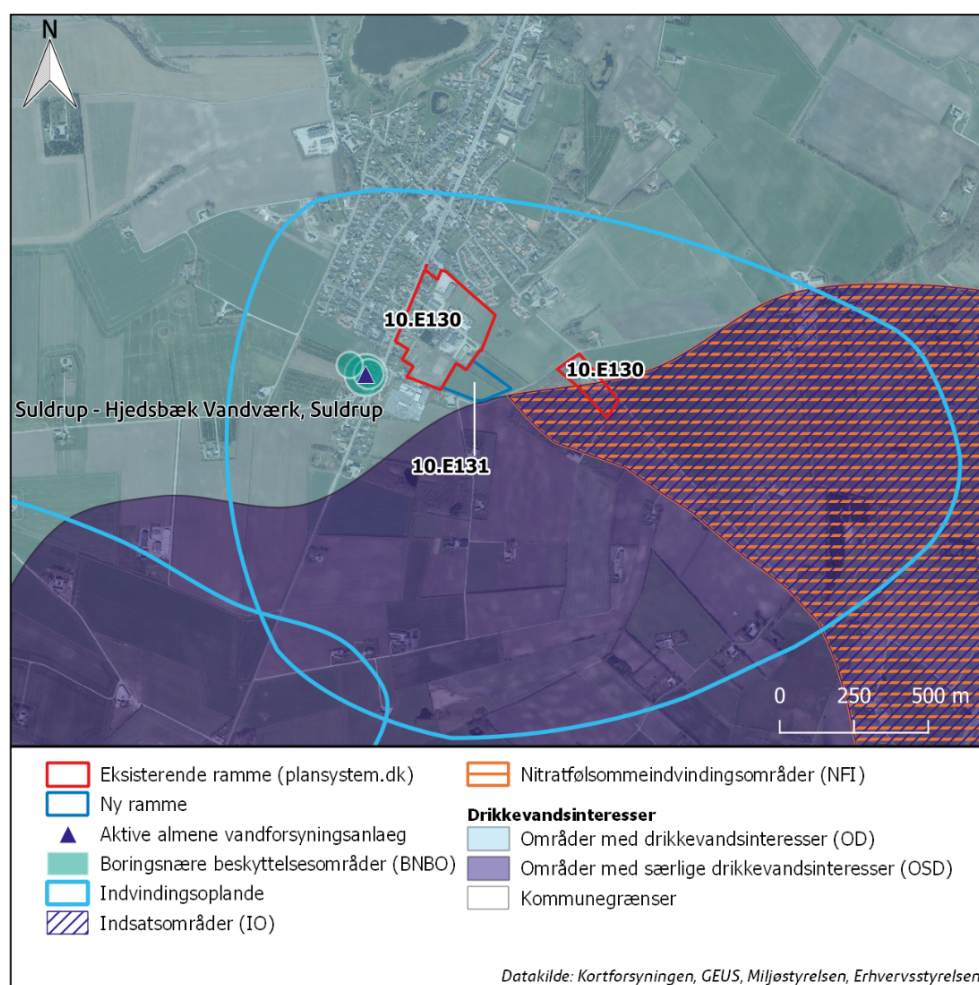 N
10.E130
10.E130
Suldrup - Hjedsbæk Vandværk, Suldrup
10.E131
0 250 500 m
Eksisterende ramme (plansystem.dk)
Ny ramme
Aktive almene vandforsyningsanlaeg
Boringsnære beskyttelsesområder (BNBO)
Indvindingsoplande
Indsatsområder (IO)
Nitratfølsommeindvindingsområder (NFI)
Drikkevandsinteresser
Områder med drikkevandsinteresser (OD)
Områder med særlige drikkevandsinteresser (OSD)
Kommunegrænser
Datakilde: Kortforsyningen, GEUS, Miljøstyrelsen, Erhvervsstyrelsen